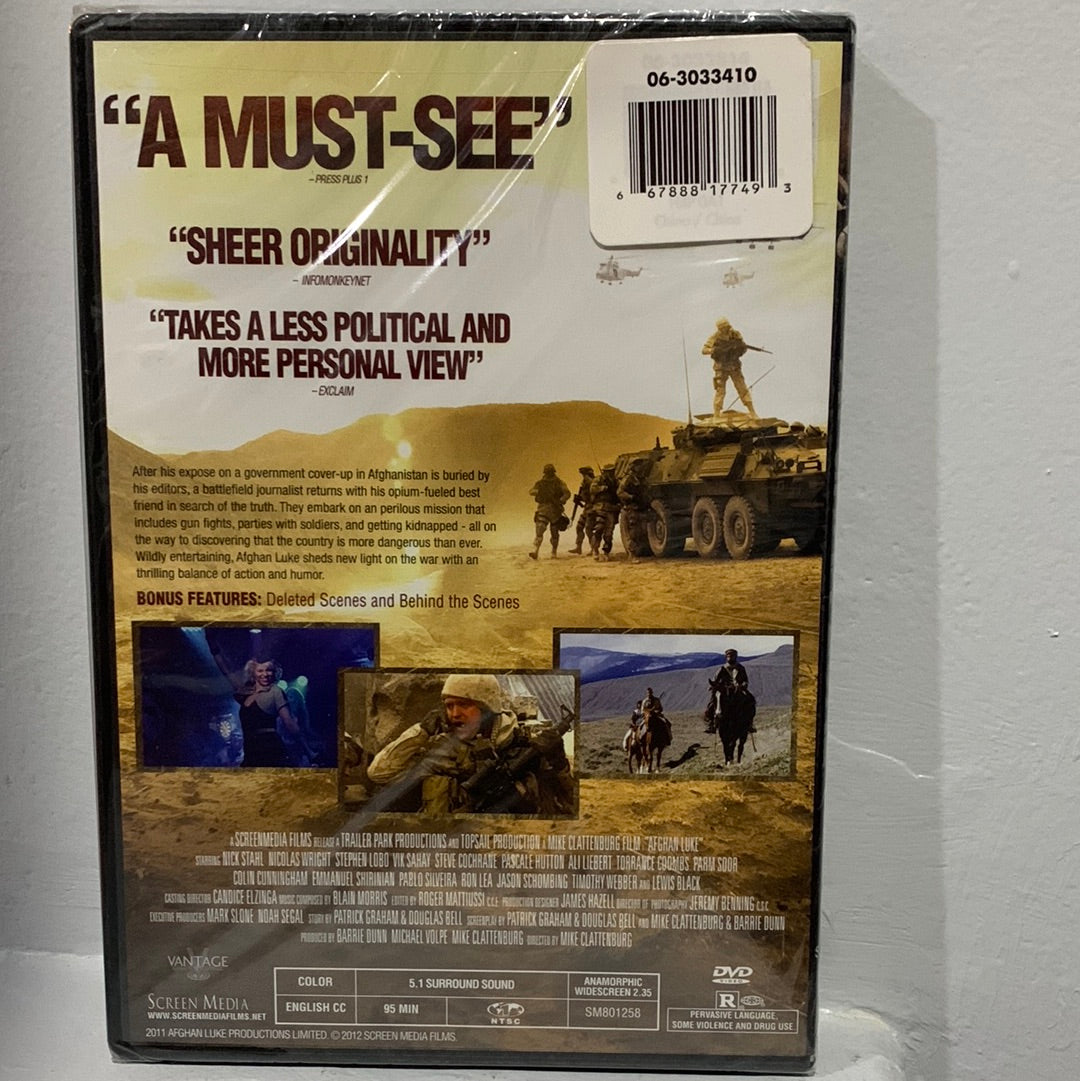 06-3033410
6 67888 17749 3
“A MUST-SEE”
– PRESS PLUS 1
“SHEER ORIGINALITY”
– INFOMONKEYNET
“TAKES A LESS POLITICAL AND
MORE PERSONAL VIEW”
– EXCLAIM
After his expose on a government cover-up in Afghanistan is buried by
his editors, a battlefield journalist returns with his opium-fueled best
friend in search of the truth. They embark on an perilous mission that
includes gun fights, parties with soldiers, and getting kidnapped - all on
the way to discovering that the country is more dangerous than ever.
Wildly entertaining, Afghan Luke sheds new light on the war with an
thrilling balance of action and humor.
BONUS FEATURES: Deleted Scenes and Behind the Scenes
A SCREENMEDIA FILMS RELEASE A TRAILER PARK PRODUCTIONS AND TOPSAIL PRODUCTION A MIKE CLATTENBURG FILM "AFGHAN LUKE"
STARRING NICK STAHL NICOLAS WRIGHT STEPHEN LOBO VIK SAHAY STEVE COCHRANE PASCALE HUTTON ALI LIEBERT TORRANCE COOMBS PARM SOOR
COLIN CUNNINGHAM EMMANUEL SHIRINIAN PABLO SILVEIRA RON LEA JASON SCHOMBING TIMOTHY WEBBER AND LEWIS BLACK
CASTING DIRECTOR CANDICE ELZINGA MUSIC COMPOSED BY BLAIN MORRIS EDITED BY ROGER MATTIUSSI C.C.E. PRODUCTION DESIGNER JAMES HAZELL DIRECTOR OF PHOTOGRAPHY JEREMY BENNING C.S.C.
EXECUTIVE PRODUCERS MARK SLONE NOAH SEGAL STORY BY PATRICK GRAHAM & DOUGLAS BELL SCREENPLAY BY PATRICK GRAHAM & DOUGLAS BELL AND MIKE CLATTENBURG & BARRIE DUNN
PRODUCED BY BARRIE DUNN MICHAEL VOLPE MIKE CLATTENBURG DIRECTED BY MIKE CLATTENBURG
VANTAGE
SCREEN MEDIA
WWW.SCREENMEDIAFILMS.NET
COLOR 5.1 SURROUND SOUND ANAMORPHIC WIDESCREEN 2.35
ENGLISH CC 95 MIN NTSC SM801258
DVD
VIDEO
R
PERVASIVE LANGUAGE,
SOME VIOLENCE AND DRUG USE
2011 AFGHAN LUKE PRODUCTIONS LIMITED. © 2012 SCREEN MEDIA FILMS.